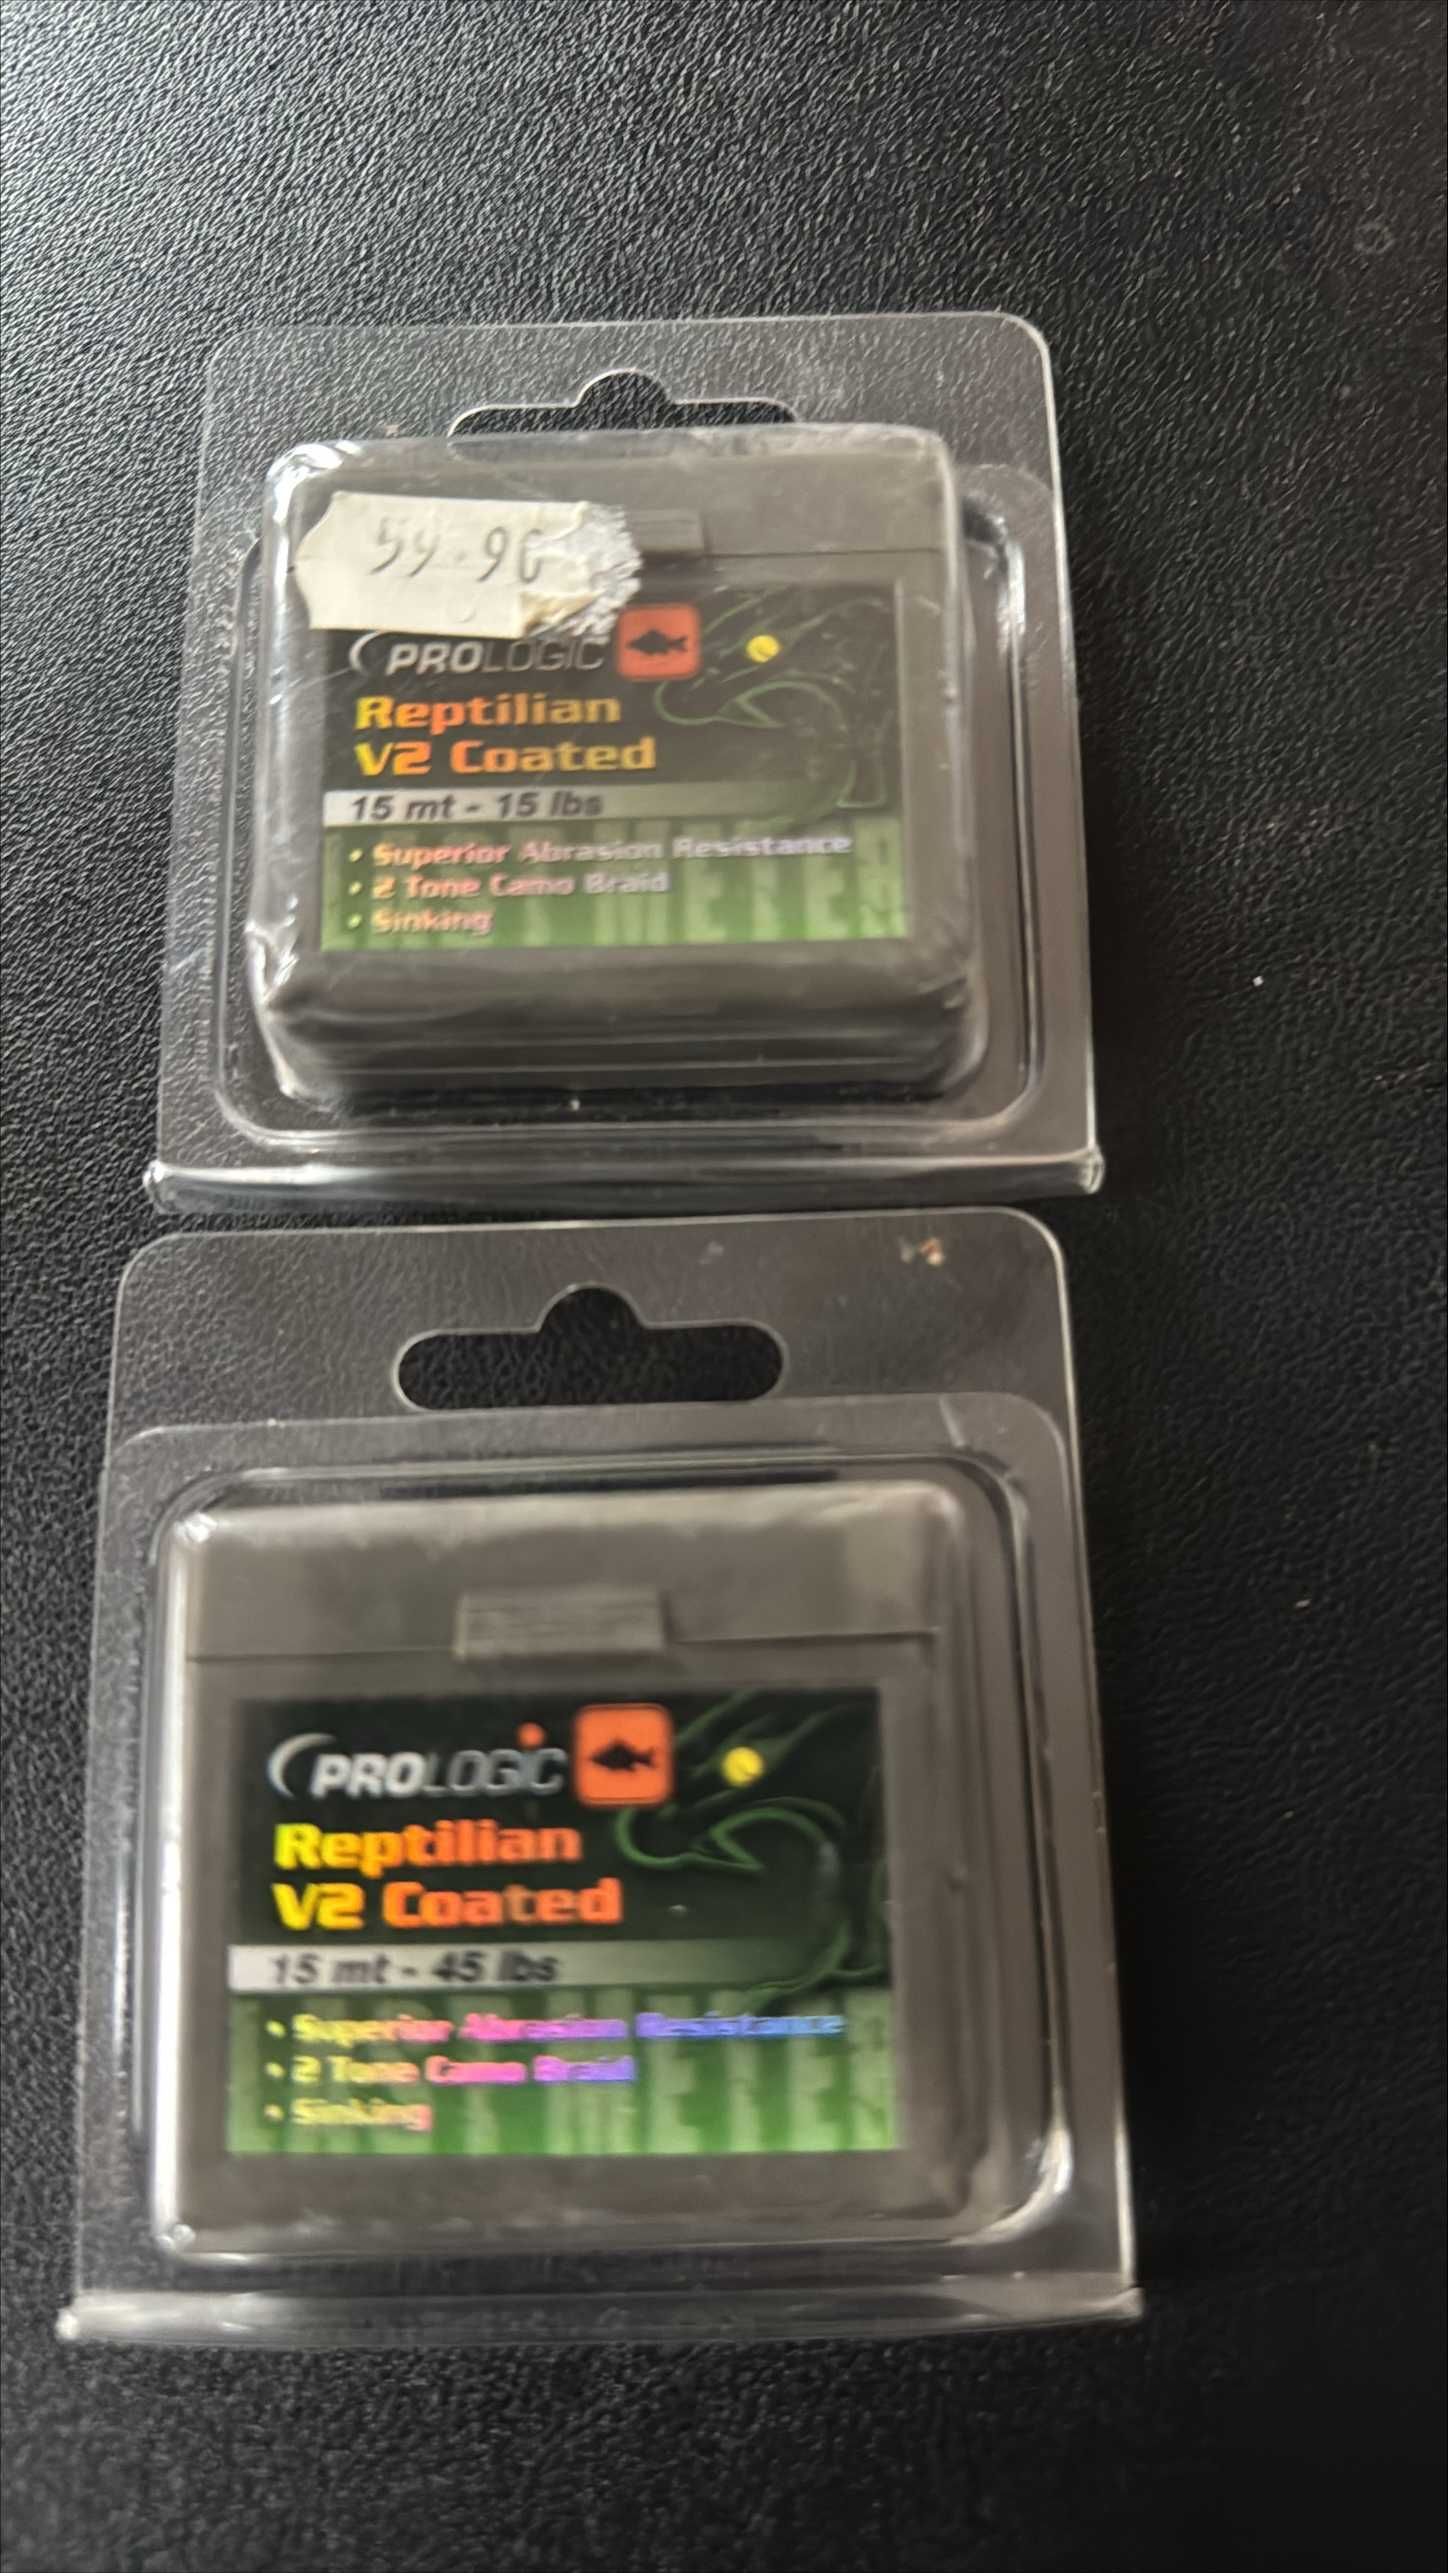 59.90
PROLOGIC
Reptilian
V2 Coated
15 mt - 15 lbs
• Superior Abrasion Resistance
• 2 Tone Camo Braid
• Sinking
PROLOGIC
Reptilian
V2 Coated
15 mt - 45 lbs
• Superior Abrasion Resistance
• 2 Tone Camo Braid
• Sinking